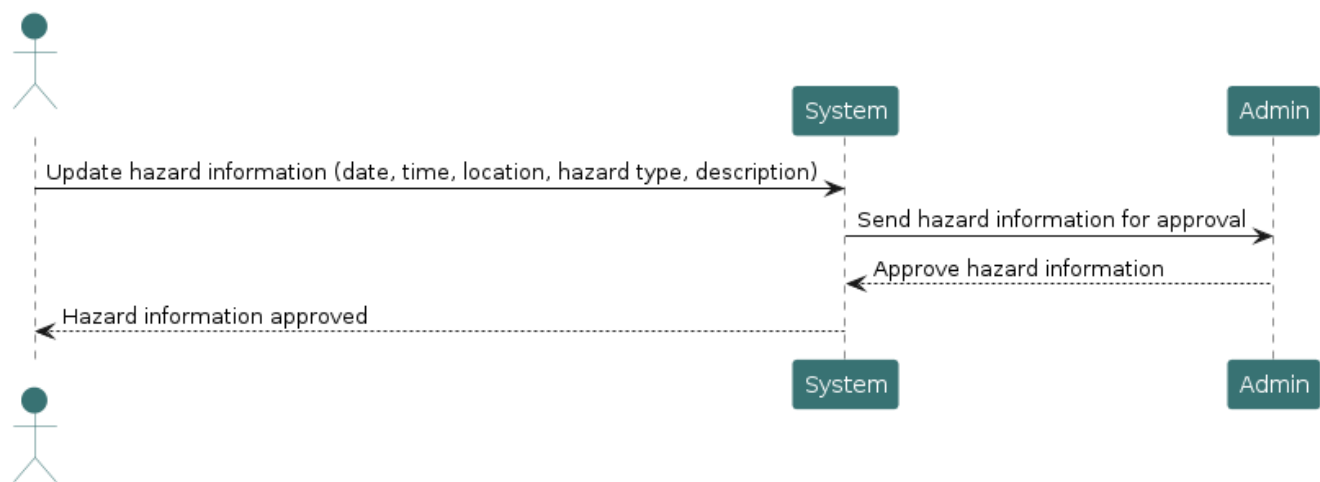 System
Admin
Update hazard information (date, time, location, hazard type, description)
Send hazard information for approval
Approve hazard information
Hazard information approved
System
Admin